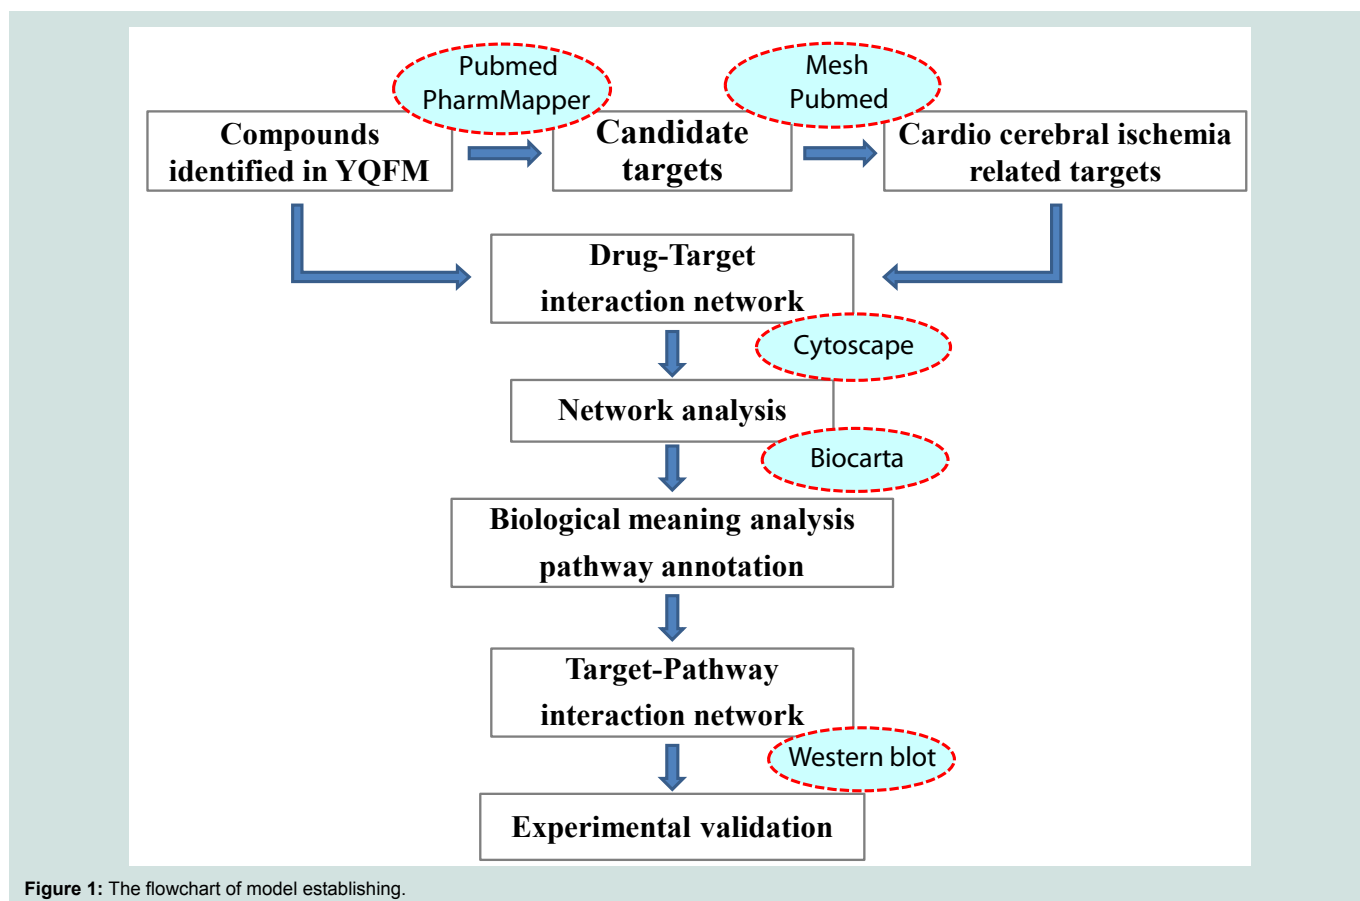 Pubmed
PharmMapper
Mesh
Pubmed
Compounds
identified in YQFM
Candidate
targets
Cardio cerebral ischemia
related targets
Drug-Target
interaction network
Cytoscape
Network analysis
Biocarta
Biological meaning analysis
pathway annotation
Target-Pathway
interaction network
Western blot
Experimental validation
Figure 1: The flowchart of model establishing.